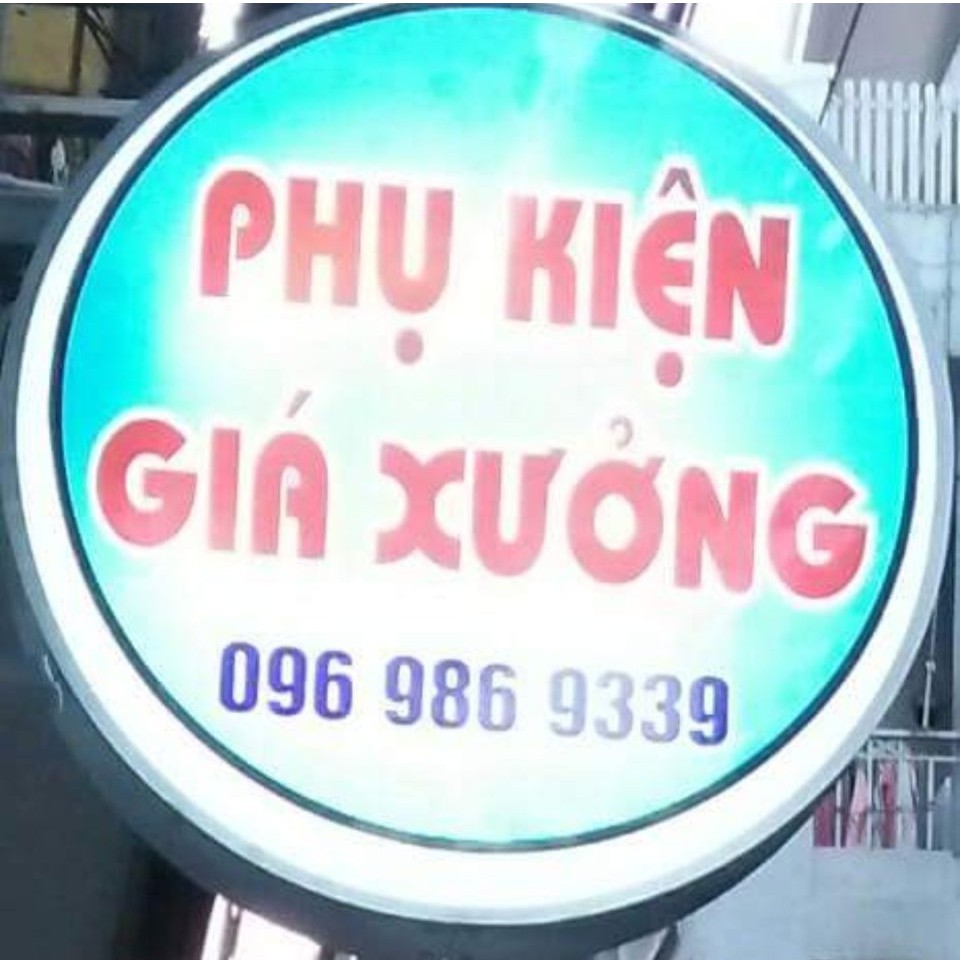 PHỤ KIỆN
GIÁ XƯỞNG
096 986 9339